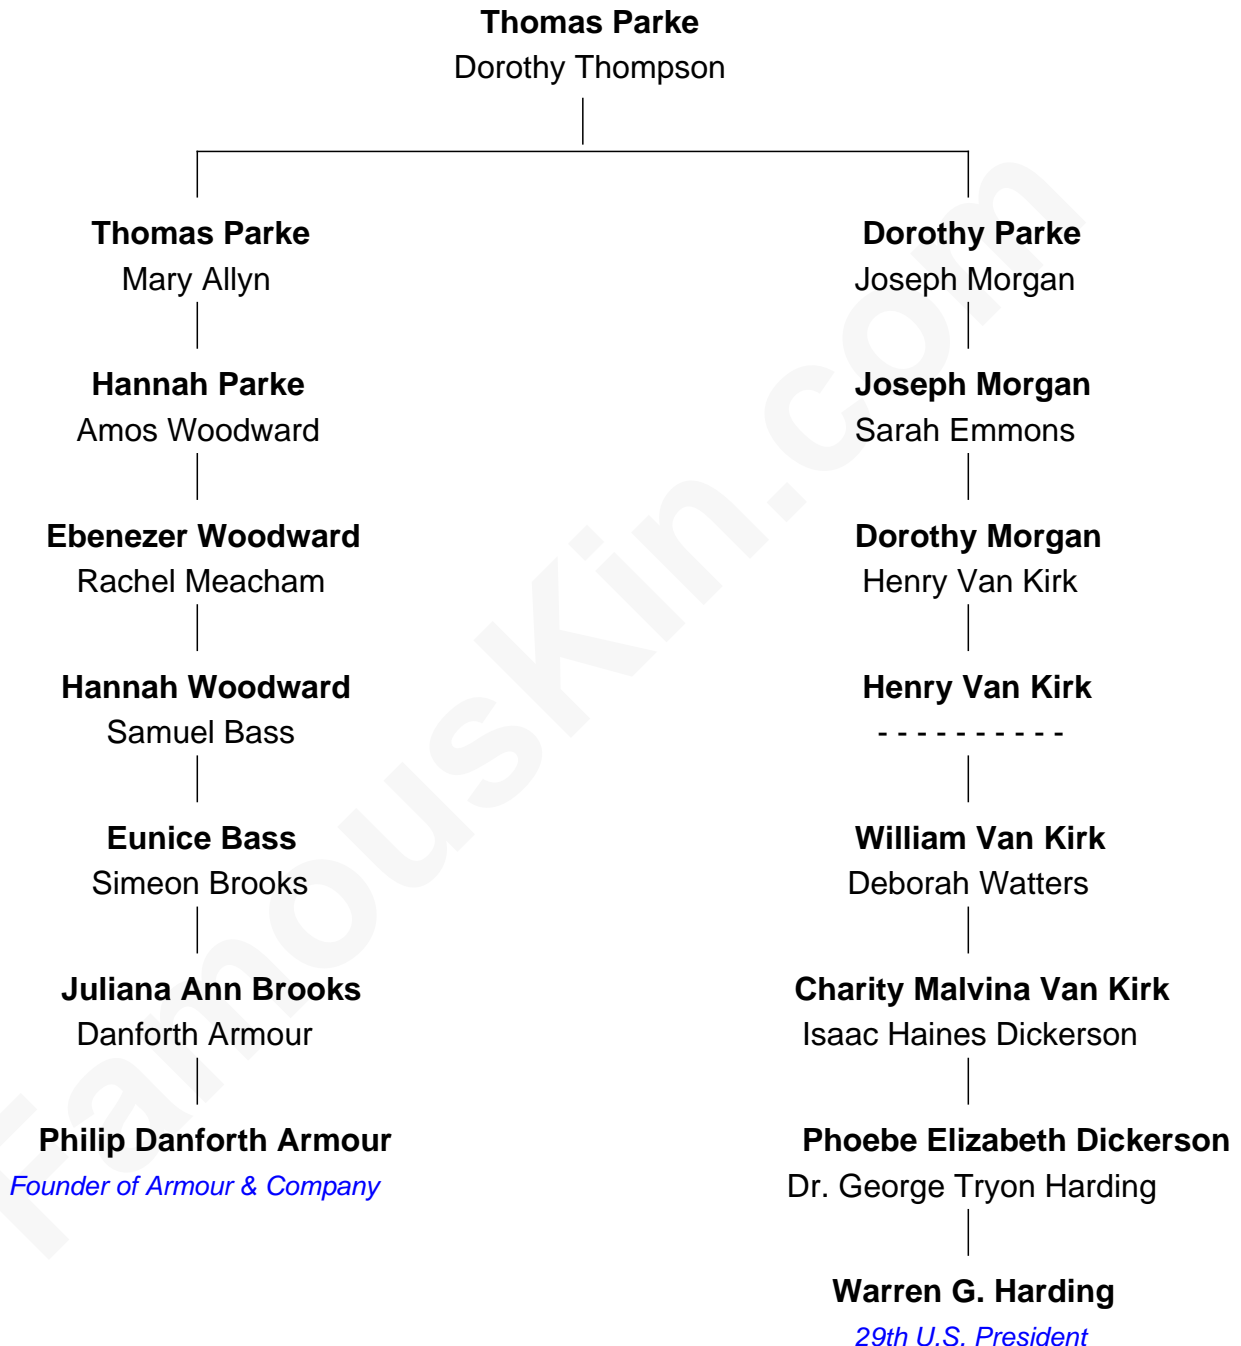 Thomas Parke
Dorothy Thompson
Thomas Parke
Mary Allyn
Dorothy Parke
Joseph Morgan
Hannah Parke
Amos Woodward
Joseph Morgan
Sarah Emmons
Ebenezer Woodward
Rachel Meacham
Dorothy Morgan
Henry Van Kirk
Hannah Woodward
Samuel Bass
Henry Van Kirk
- - - - - - - - - -
Eunice Bass
Simeon Brooks
William Van Kirk
Deborah Watters
Juliana Ann Brooks
Danforth Armour
Charity Malvina Van Kirk
Isaac Haines Dickerson
Philip Danforth Armour
Founder of Armour & Company
Phoebe Elizabeth Dickerson
Dr. George Tryon Harding
Warren G. Harding
29th U.S. President
FamousKin.com